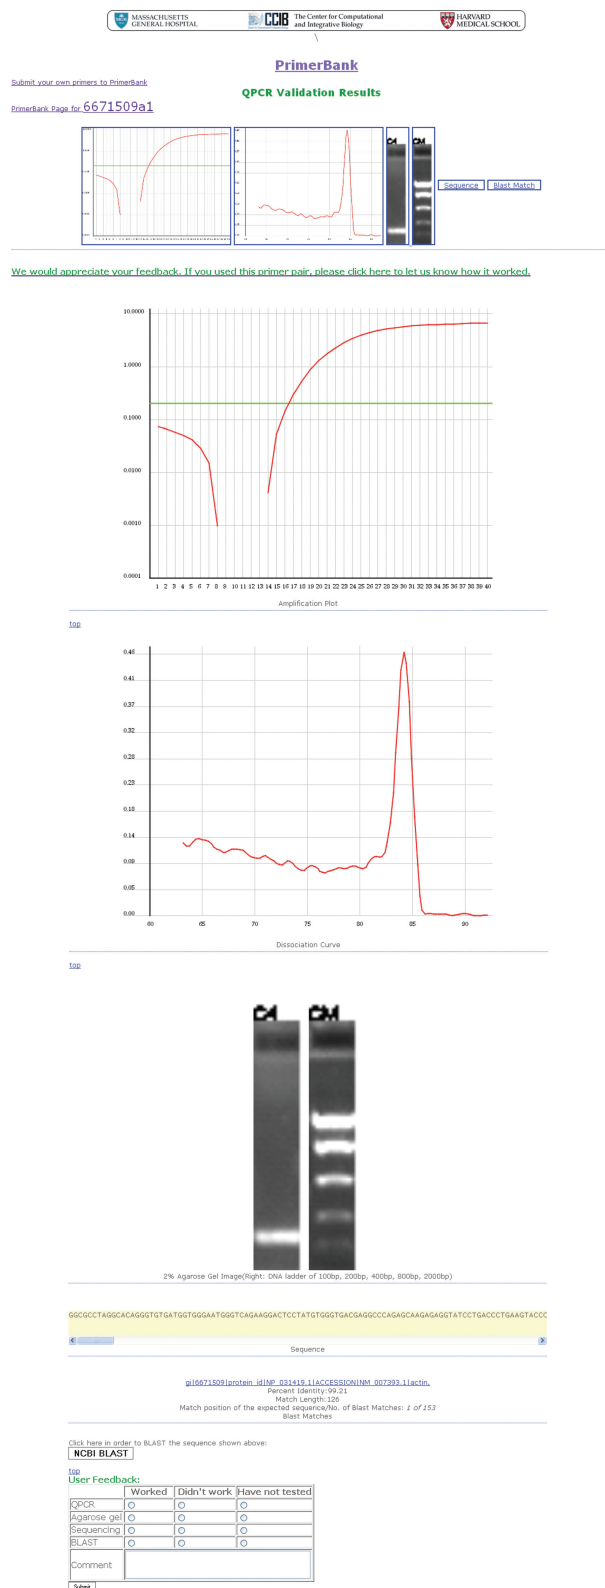 MASSACHUSETTS
GENERAL HOSPITAL
CCIB
The Center for Computational
and Integrative Biology
HARVARD
MEDICAL SCHOOL
\
PrimerBank
Submit your own primers to PrimerBank
QPCR Validation Results
PrimerBank Page for 6671509a1
C4 CM
Sequence Blast Match
We would appreciate your feedback. If you used this primer pair, please click here to let us know how it worked.
10.0000
1.0000
0.1000
0.0100
0.0010
0.0001
1 2 3 4 5 6 7 8 9 10 11 12 13 14 15 16 17 18 19 20 21 22 23 24 25 26 27 28 29 30 31 32 33 34 35 36 37 38 39 40
Amplification Plot
top
0.46
0.41
0.37
0.32
0.28
0.23
0.18
0.14
0.09
0.05
0.00
60 65 70 75 80 85 90
Dissociation Curve
top
C4 CM
2% Agarose Gel Image(Right: DNA ladder of 100bp, 200bp, 400bp, 800bp, 2000bp)
GGCGCCTAGGCACAGGGTGTGATGGTGGGAATGGGTCAGAAGGACTCCTATGTGGGTGACGAGGCCCAGAGCAAGAGAGGTATCCTGACCCTGAAGTACCC
Sequence
gi|6671509|protein_id|NP_031419.1|ACCESSION|NM_007393.1|actin,
Percent Identity:99.21
Match Length:126
Match position of the expected sequence/No. of Blast Matches: 1 of 153
Blast Matches
Click here in order to BLAST the sequence shown above:
NCBI BLAST
top
User Feedback:
Worked Didn't work Have not tested
QPCR
Agarose gel
Sequencing
BLAST
Comment
Submit